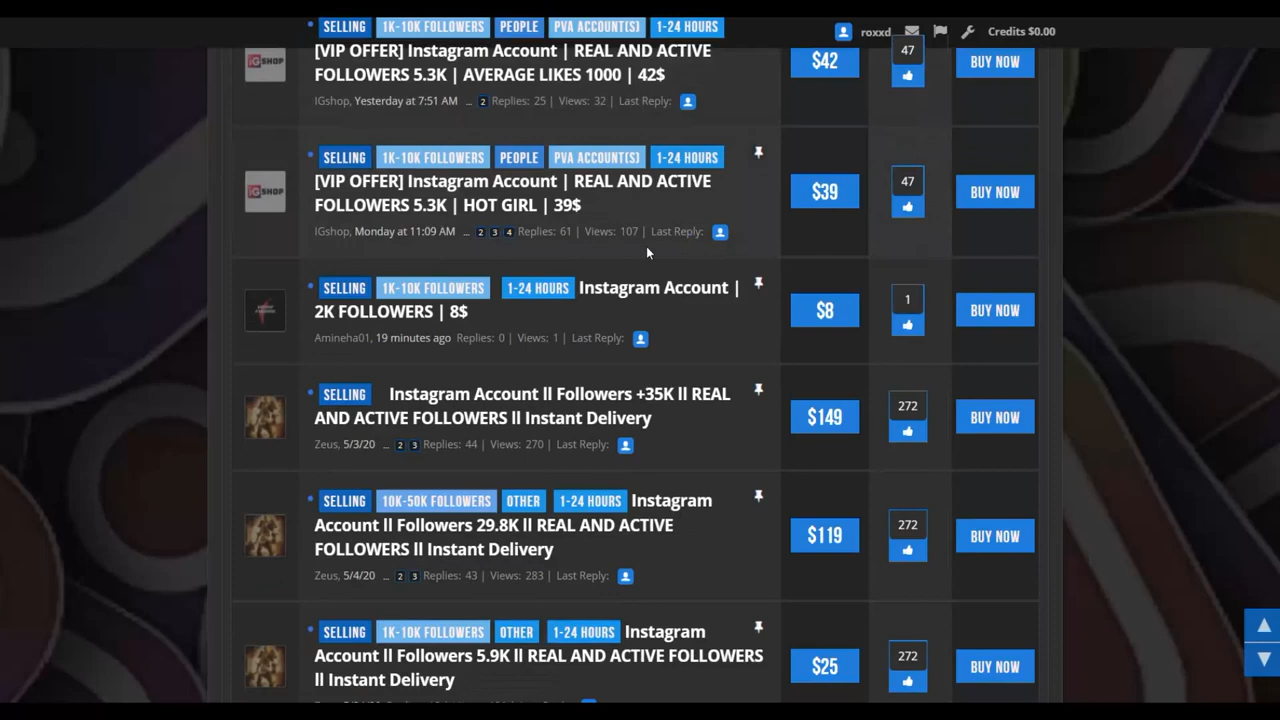 SELLING 1K-10K FOLLOWERS PEOPLE PVA ACCOUNT(S) 1-24 HOURS
roxxd Credits $0.00
[VIP OFFER] Instagram Account | REAL AND ACTIVE
FOLLOWERS 5.3K | AVERAGE LIKES 1000 | 42$
IGshop, Yesterday at 7:51 AM ... 2 Replies: 25 | Views: 32 | Last Reply:
IGSHOP
$42
47
BUY NOW
SELLING 1K-10K FOLLOWERS PEOPLE PVA ACCOUNT(S) 1-24 HOURS
[VIP OFFER] Instagram Account | REAL AND ACTIVE
FOLLOWERS 5.3K | HOT GIRL | 39$
IGshop, Monday at 11:09 AM ... 2 3 4 Replies: 61 | Views: 107 | Last Reply:
IGSHOP
$39
47
BUY NOW
SELLING 1K-10K FOLLOWERS 1-24 HOURS Instagram Account |
2K FOLLOWERS | 8$
Amineha01, 19 minutes ago Replies: 0 | Views: 1 | Last Reply:
$8
1
BUY NOW
SELLING Instagram Account ll Followers +35K ll REAL
AND ACTIVE FOLLOWERS ll Instant Delivery
Zeus, 5/3/20 ... 2 3 Replies: 44 | Views: 270 | Last Reply:
$149
272
BUY NOW
SELLING 10K-50K FOLLOWERS OTHER 1-24 HOURS Instagram
Account ll Followers 29.8K ll REAL AND ACTIVE
FOLLOWERS ll Instant Delivery
Zeus, 5/4/20 ... 2 3 Replies: 43 | Views: 283 | Last Reply:
$119
272
BUY NOW
SELLING 1K-10K FOLLOWERS OTHER 1-24 HOURS Instagram
Account ll Followers 5.9K ll REAL AND ACTIVE FOLLOWERS
ll Instant Delivery
$25
272
BUY NOW